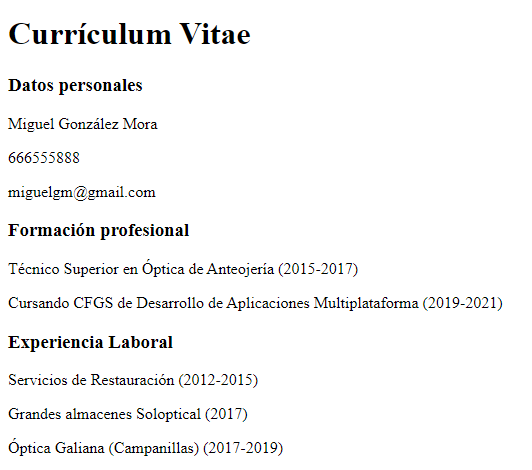 Currículum Vitae
Datos personales
Miguel González Mora
666555888
miguelgm@gmail.com
Formación profesional
Técnico Superior en Óptica de Anteojería (2015-2017)
Cursando CFGS de Desarrollo de Aplicaciones Multiplataforma (2019-2021)
Experiencia Laboral
Servicios de Restauración (2012-2015)
Grandes almacenes Soloptical (2017)
Óptica Galiana (Campanillas) (2017-2019)